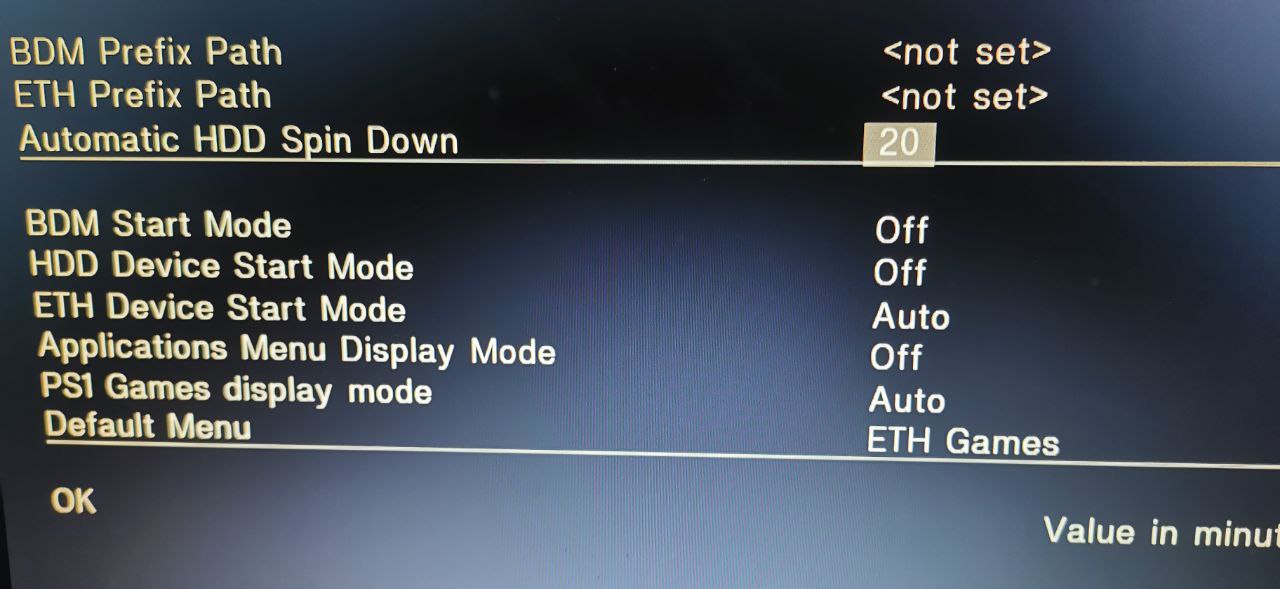 BDM Prefix Path <not set>
ETH Prefix Path <not set>
Automatic HDD Spin Down 20
BDM Start Mode Off
HDD Device Start Mode Off
ETH Device Start Mode Auto
Applications Menu Display Mode Off
PS1 Games display mode Auto
Default Menu ETH Games
OK
Value in minut